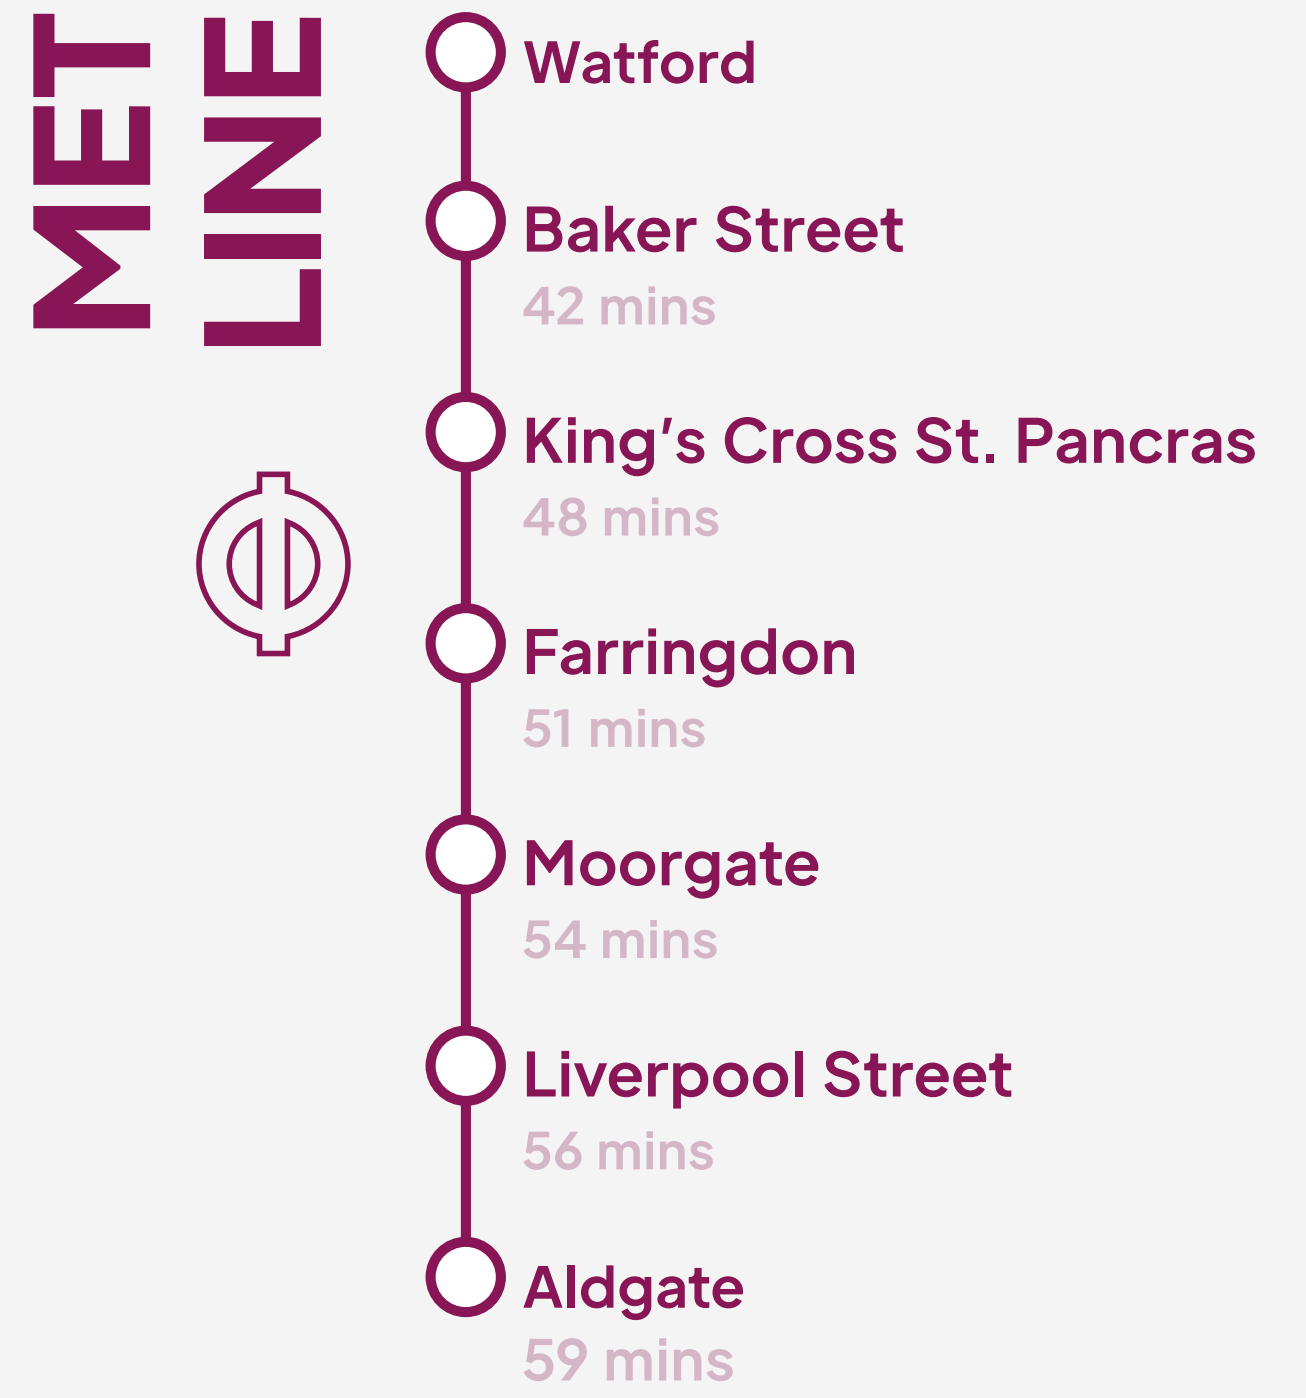 MET
LINE
Watford
Baker Street
42 mins
King’s Cross St. Pancras
48 mins
Farringdon
51 mins
Moorgate
54 mins
Liverpool Street
56 mins
Aldgate
59 mins